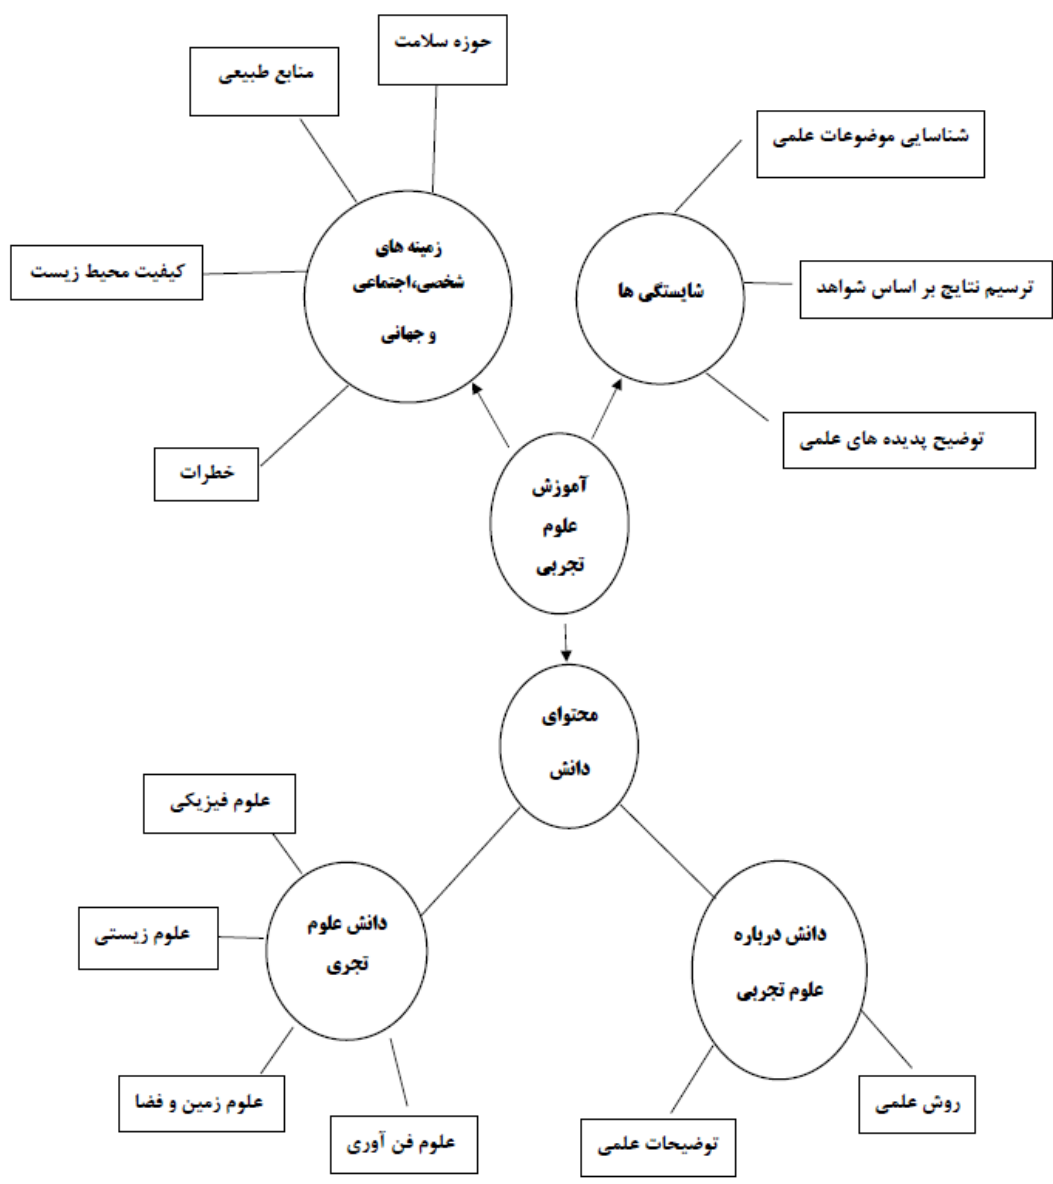 حوزه سلامت
منابع طبیعی
شناسایی موضوعات علمی
زمینه های
شخصی،اجتماعی
و جهانی
کیفیت محیط زیست
شایستگی ها
ترسیم نتایج بر اساس شواهد
توضیح پدیده های علمی
خطرات
آموزش
علوم
تجربی
محتوای
دانش
علوم فیزیکی
دانش علوم
تجری
علوم زیستی
دانش درباره
علوم تجربی
علوم زمین و فضا
علوم فن آوری
توضیحات علمی
روش علمی